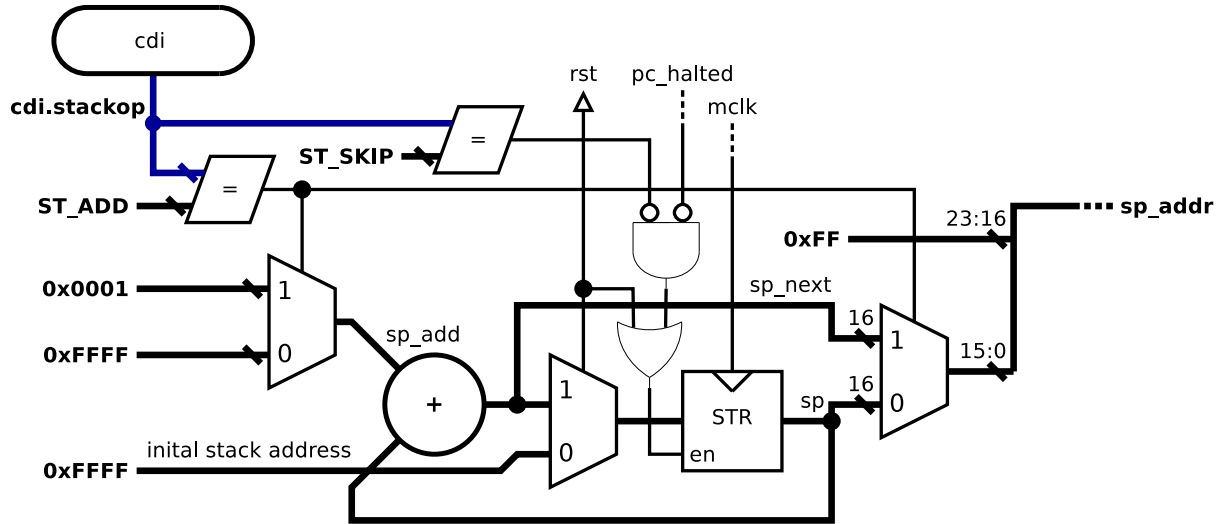 cdi
rst
pc_halted
cdi.stackop
mclk
=
ST_SKIP
=
ST_ADD
23:16
sp_addr
0xFF
0x0001
1
sp_next
16
1
15:0
0xFFFF
0
sp_add
16
0
+
1
STR
sp
inital stack address
0
en
0xFFFF